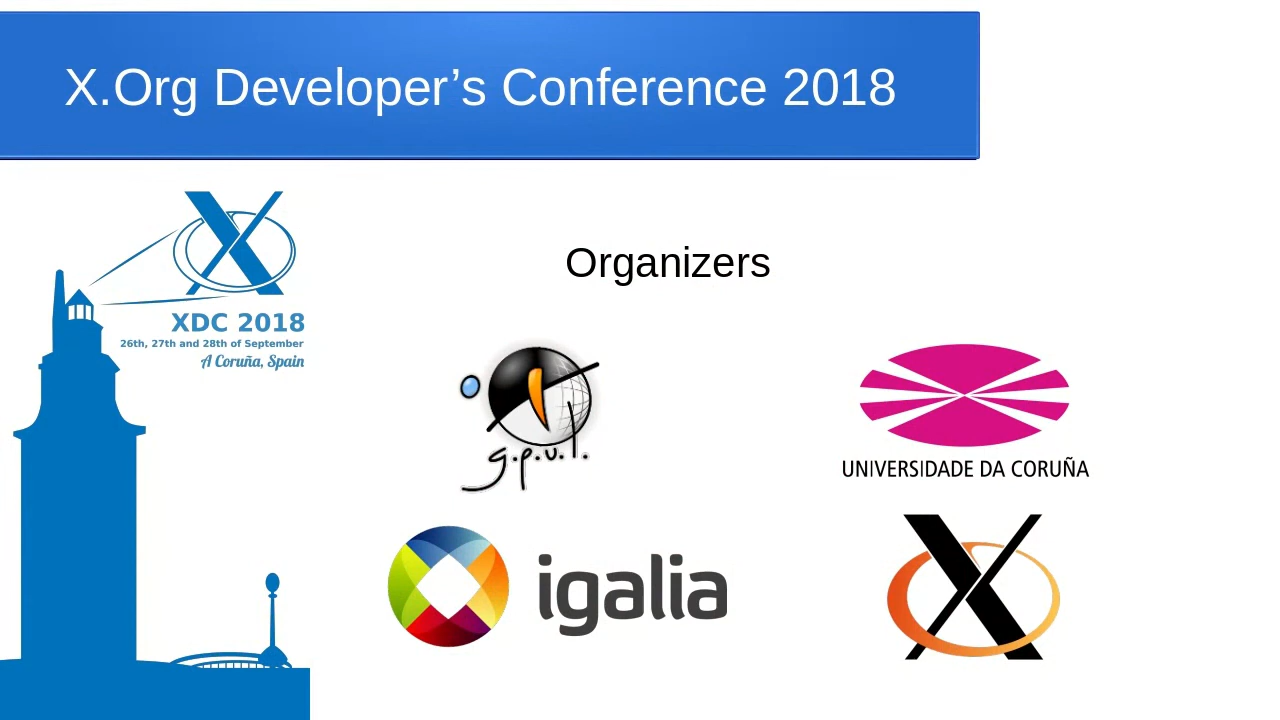 X.Org Developer’s Conference 2018
XDC 2018
26th, 27th and 28th of September
A Coruña, Spain
Organizers
g.p.u.l.
UNIVERSIDADE DA CORUÑA
igalia
X